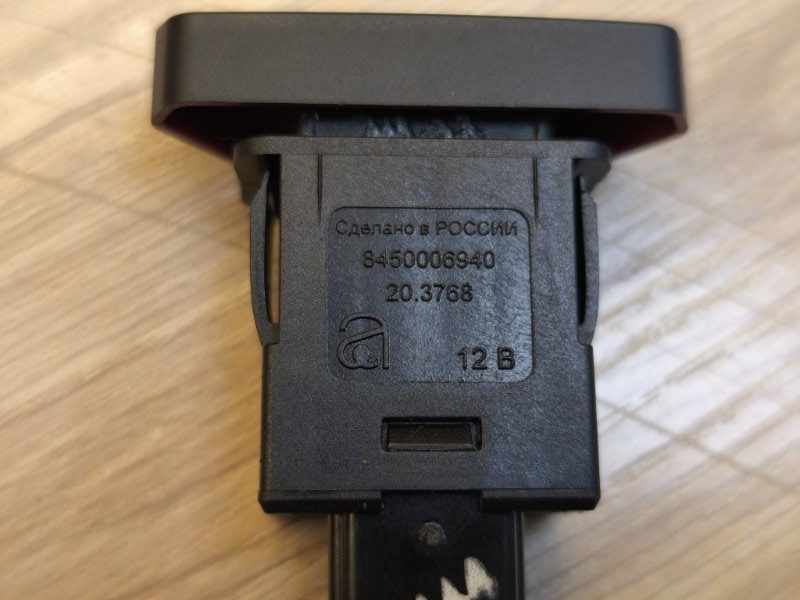 Сделано в РОССИИ
8450006940
20.3768
a
12 В